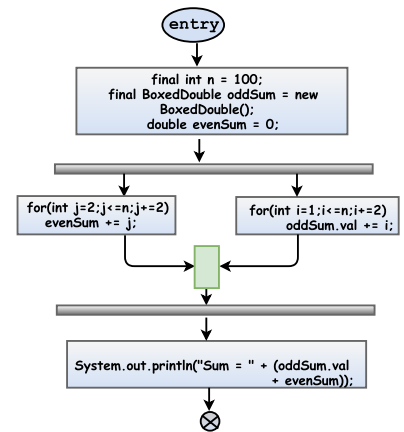 entry
final int n = 100;
final BoxedDouble oddSum = new
BoxedDouble();
double evenSum = 0;
for(int j=2;j<=n;j+=2)
evenSum += j;
for(int i=1;i<=n;i+=2)
oddSum.val += i;
System.out.println("Sum = " + (oddSum.val
+ evenSum));